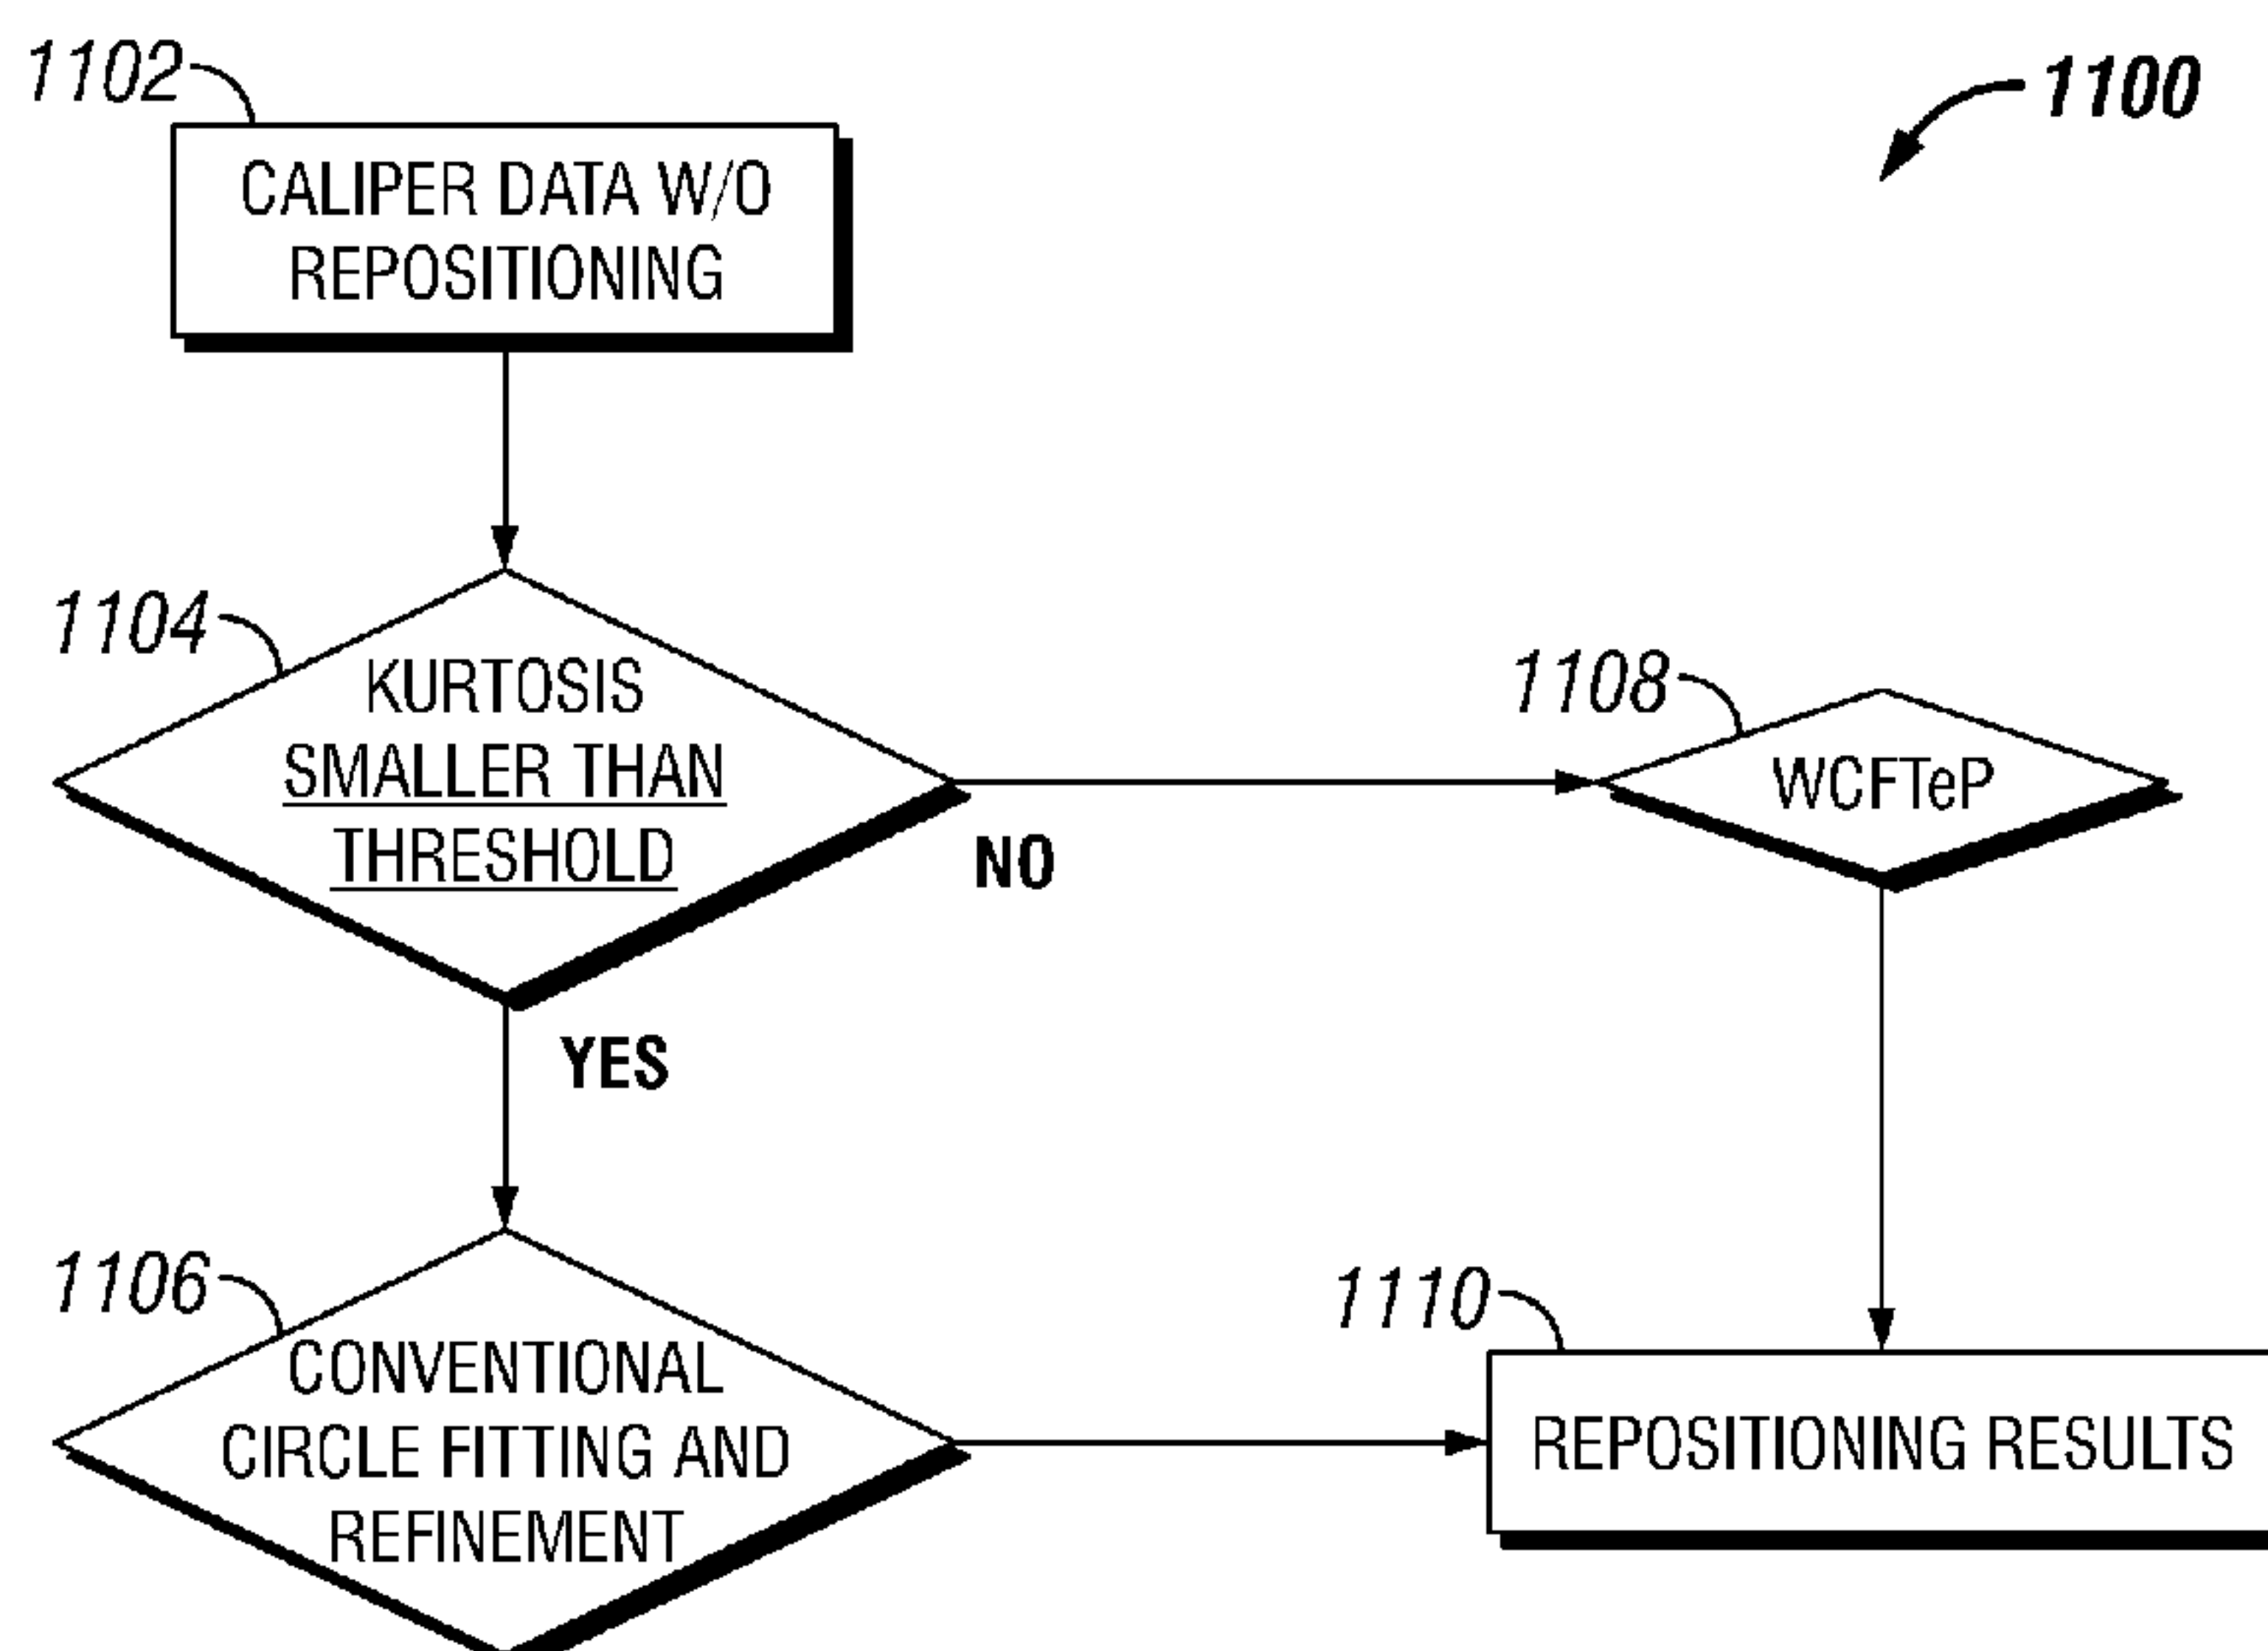 1102
1100
CALIPER DATA W/O
REPOSITIONING
1104
KURTOSIS
SMALLER THAN
THRESHOLD
NO
1108
WCFTeP
YES
1106
CONVENTIONAL
CIRCLE FITTING AND
REFINEMENT
1110
REPOSITIONING RESULTS